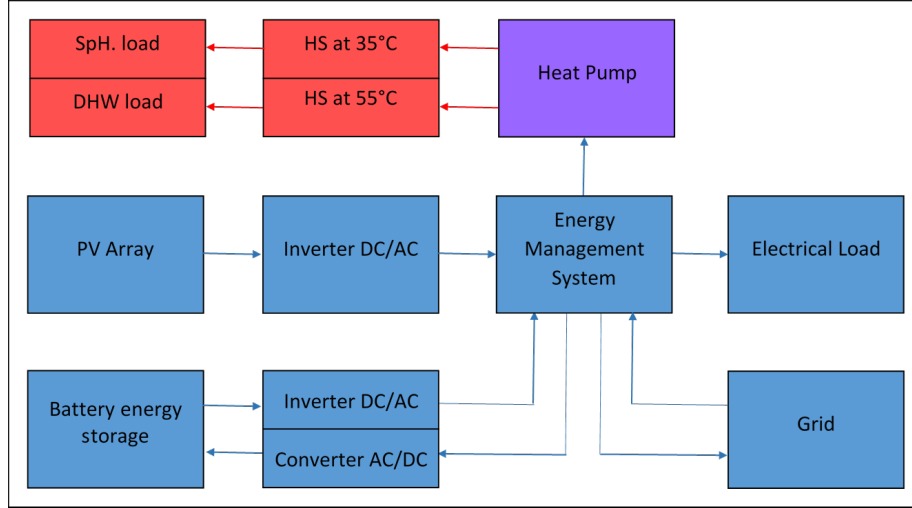 SpH. load
HS at 35°C
Heat Pump
DHW load
HS at 55°C
PV Array
Inverter DC/AC
Energy
Management
System
Electrical Load
Battery energy
storage
Inverter DC/AC
Converter AC/DC
Grid